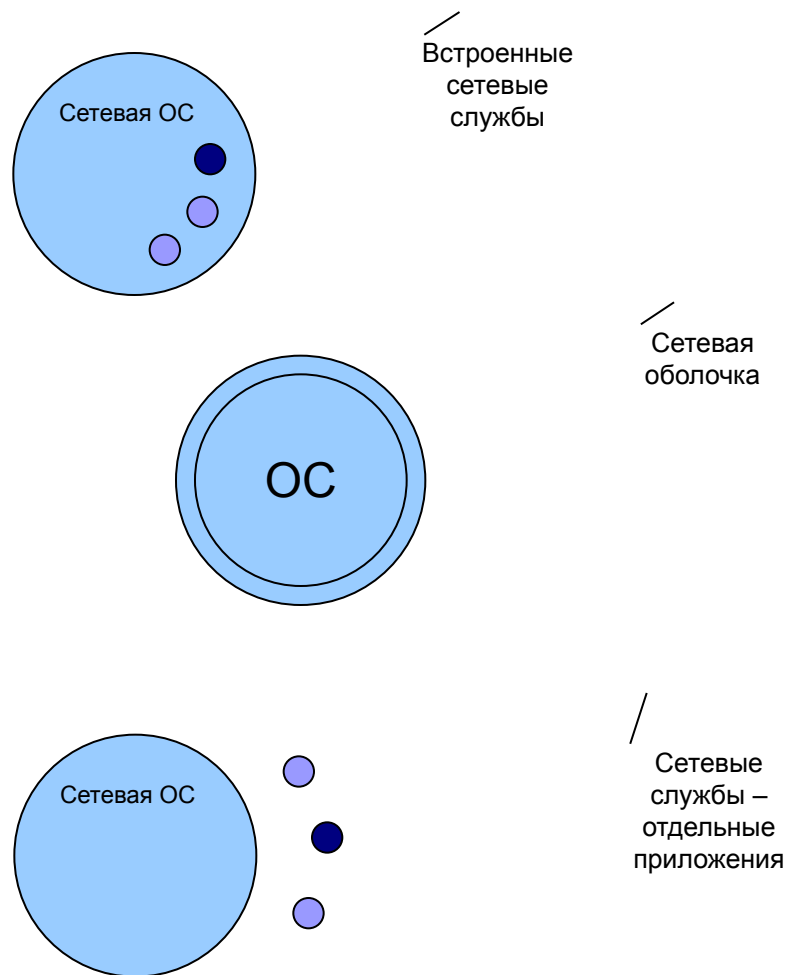 Встроенные
сетевые
службы
Сетевая ОС
Сетевая
оболочка
ОС
Сетевые
службы –
отдельные
приложения
Сетевая ОС